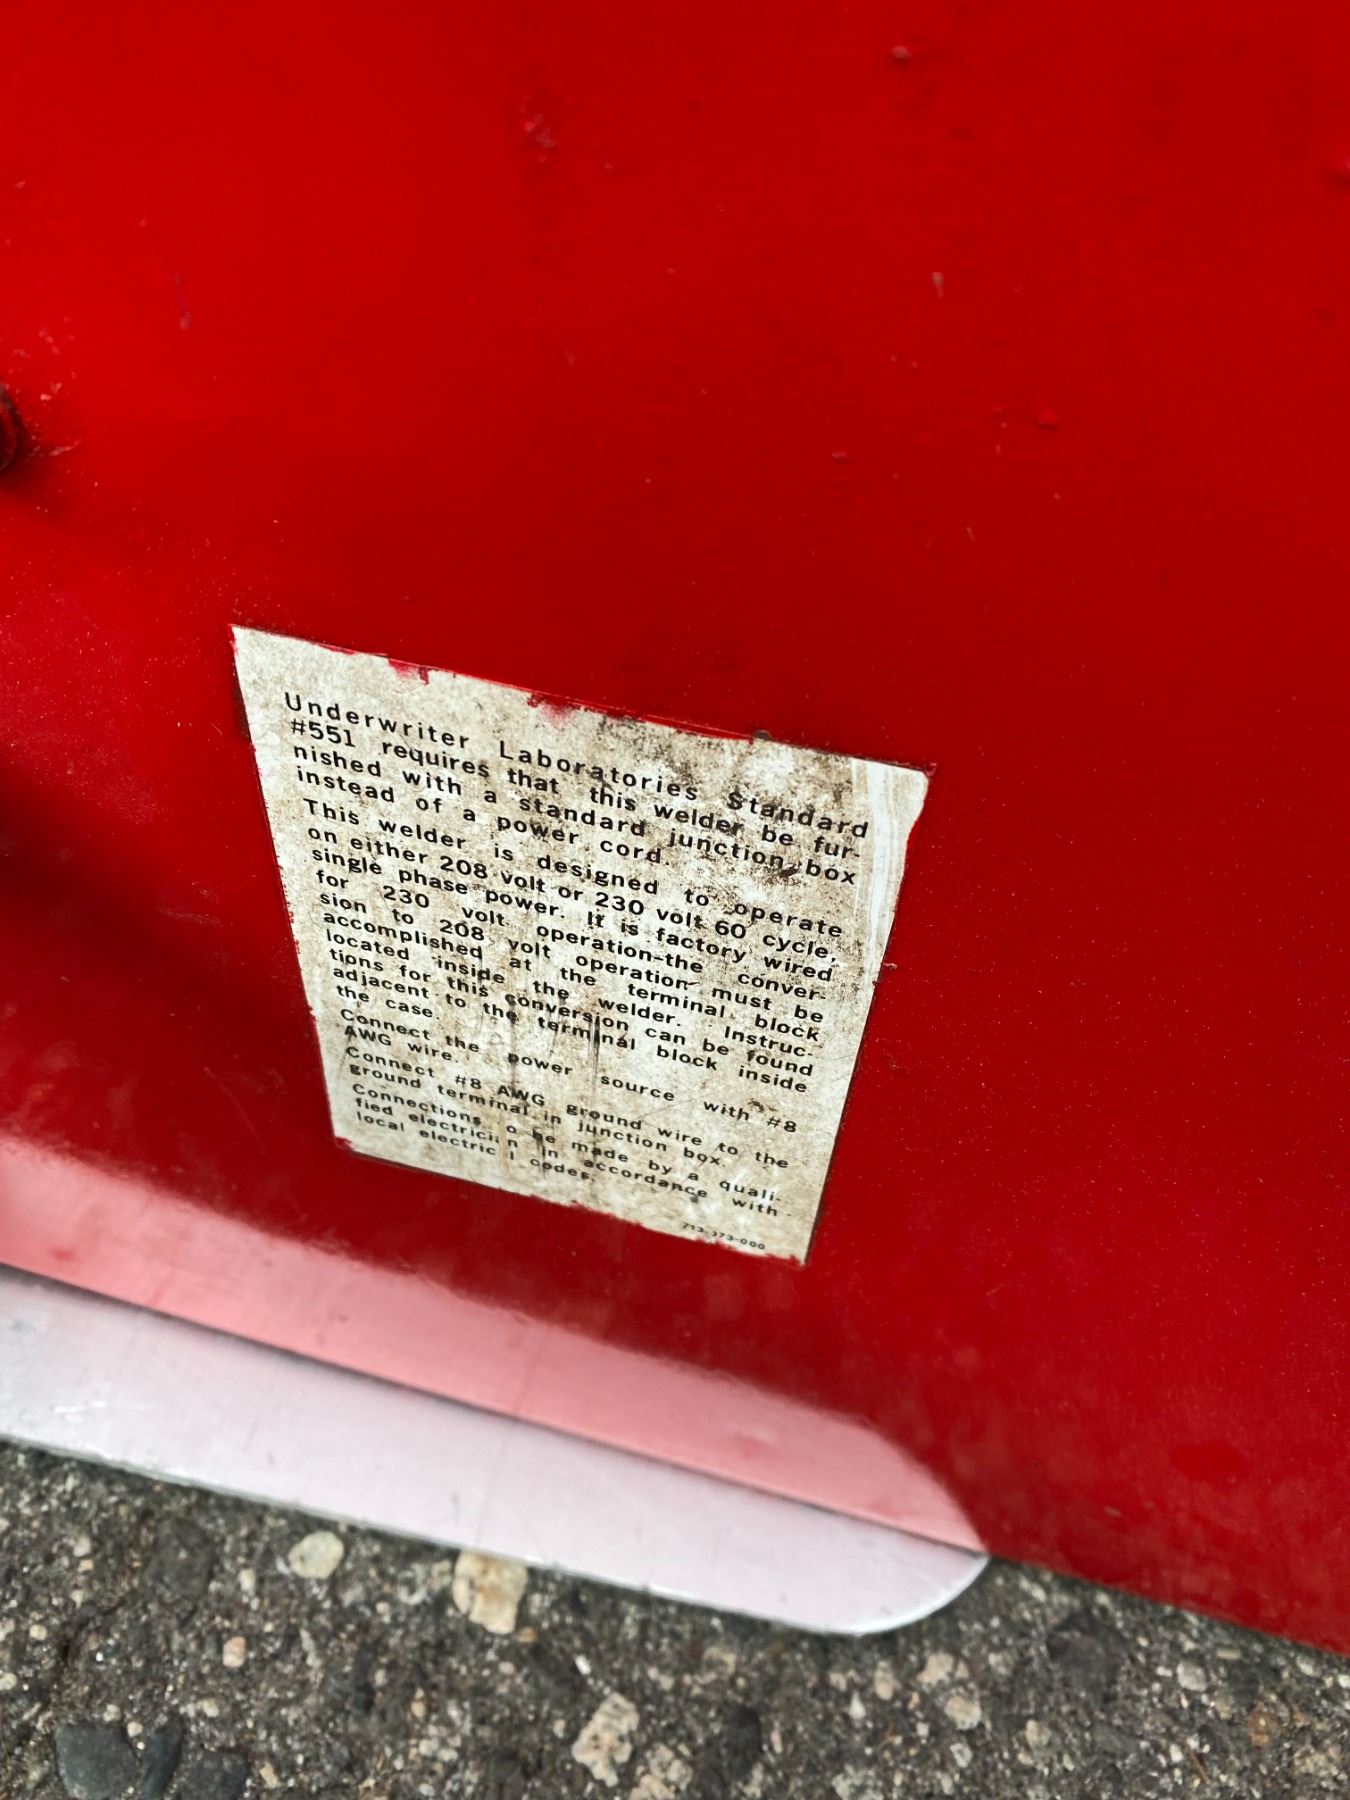 Underwriter Laboratories Standard
#551 requires that this welder be fur-
nished with a standard junction box
instead of a power cord.
This welder is designed to operate
on either 208 volt or 230 volt 60 cycle,
single phase power. It is factory wired
for 230 volt operation-the conver-
sion to 208 volt operation must be
accomplished at the terminal block
located inside the welder. Instruc-
tions for this conversion can be found
adjacent to the terminal block inside
the case.
Connect the power source with #8
AWG wire.
Connect #8 AWG ground wire to the
ground terminal in junction box.
Connections o be made by a quali-
fied electrician in accordance with
local electric l codes.
713-373-000